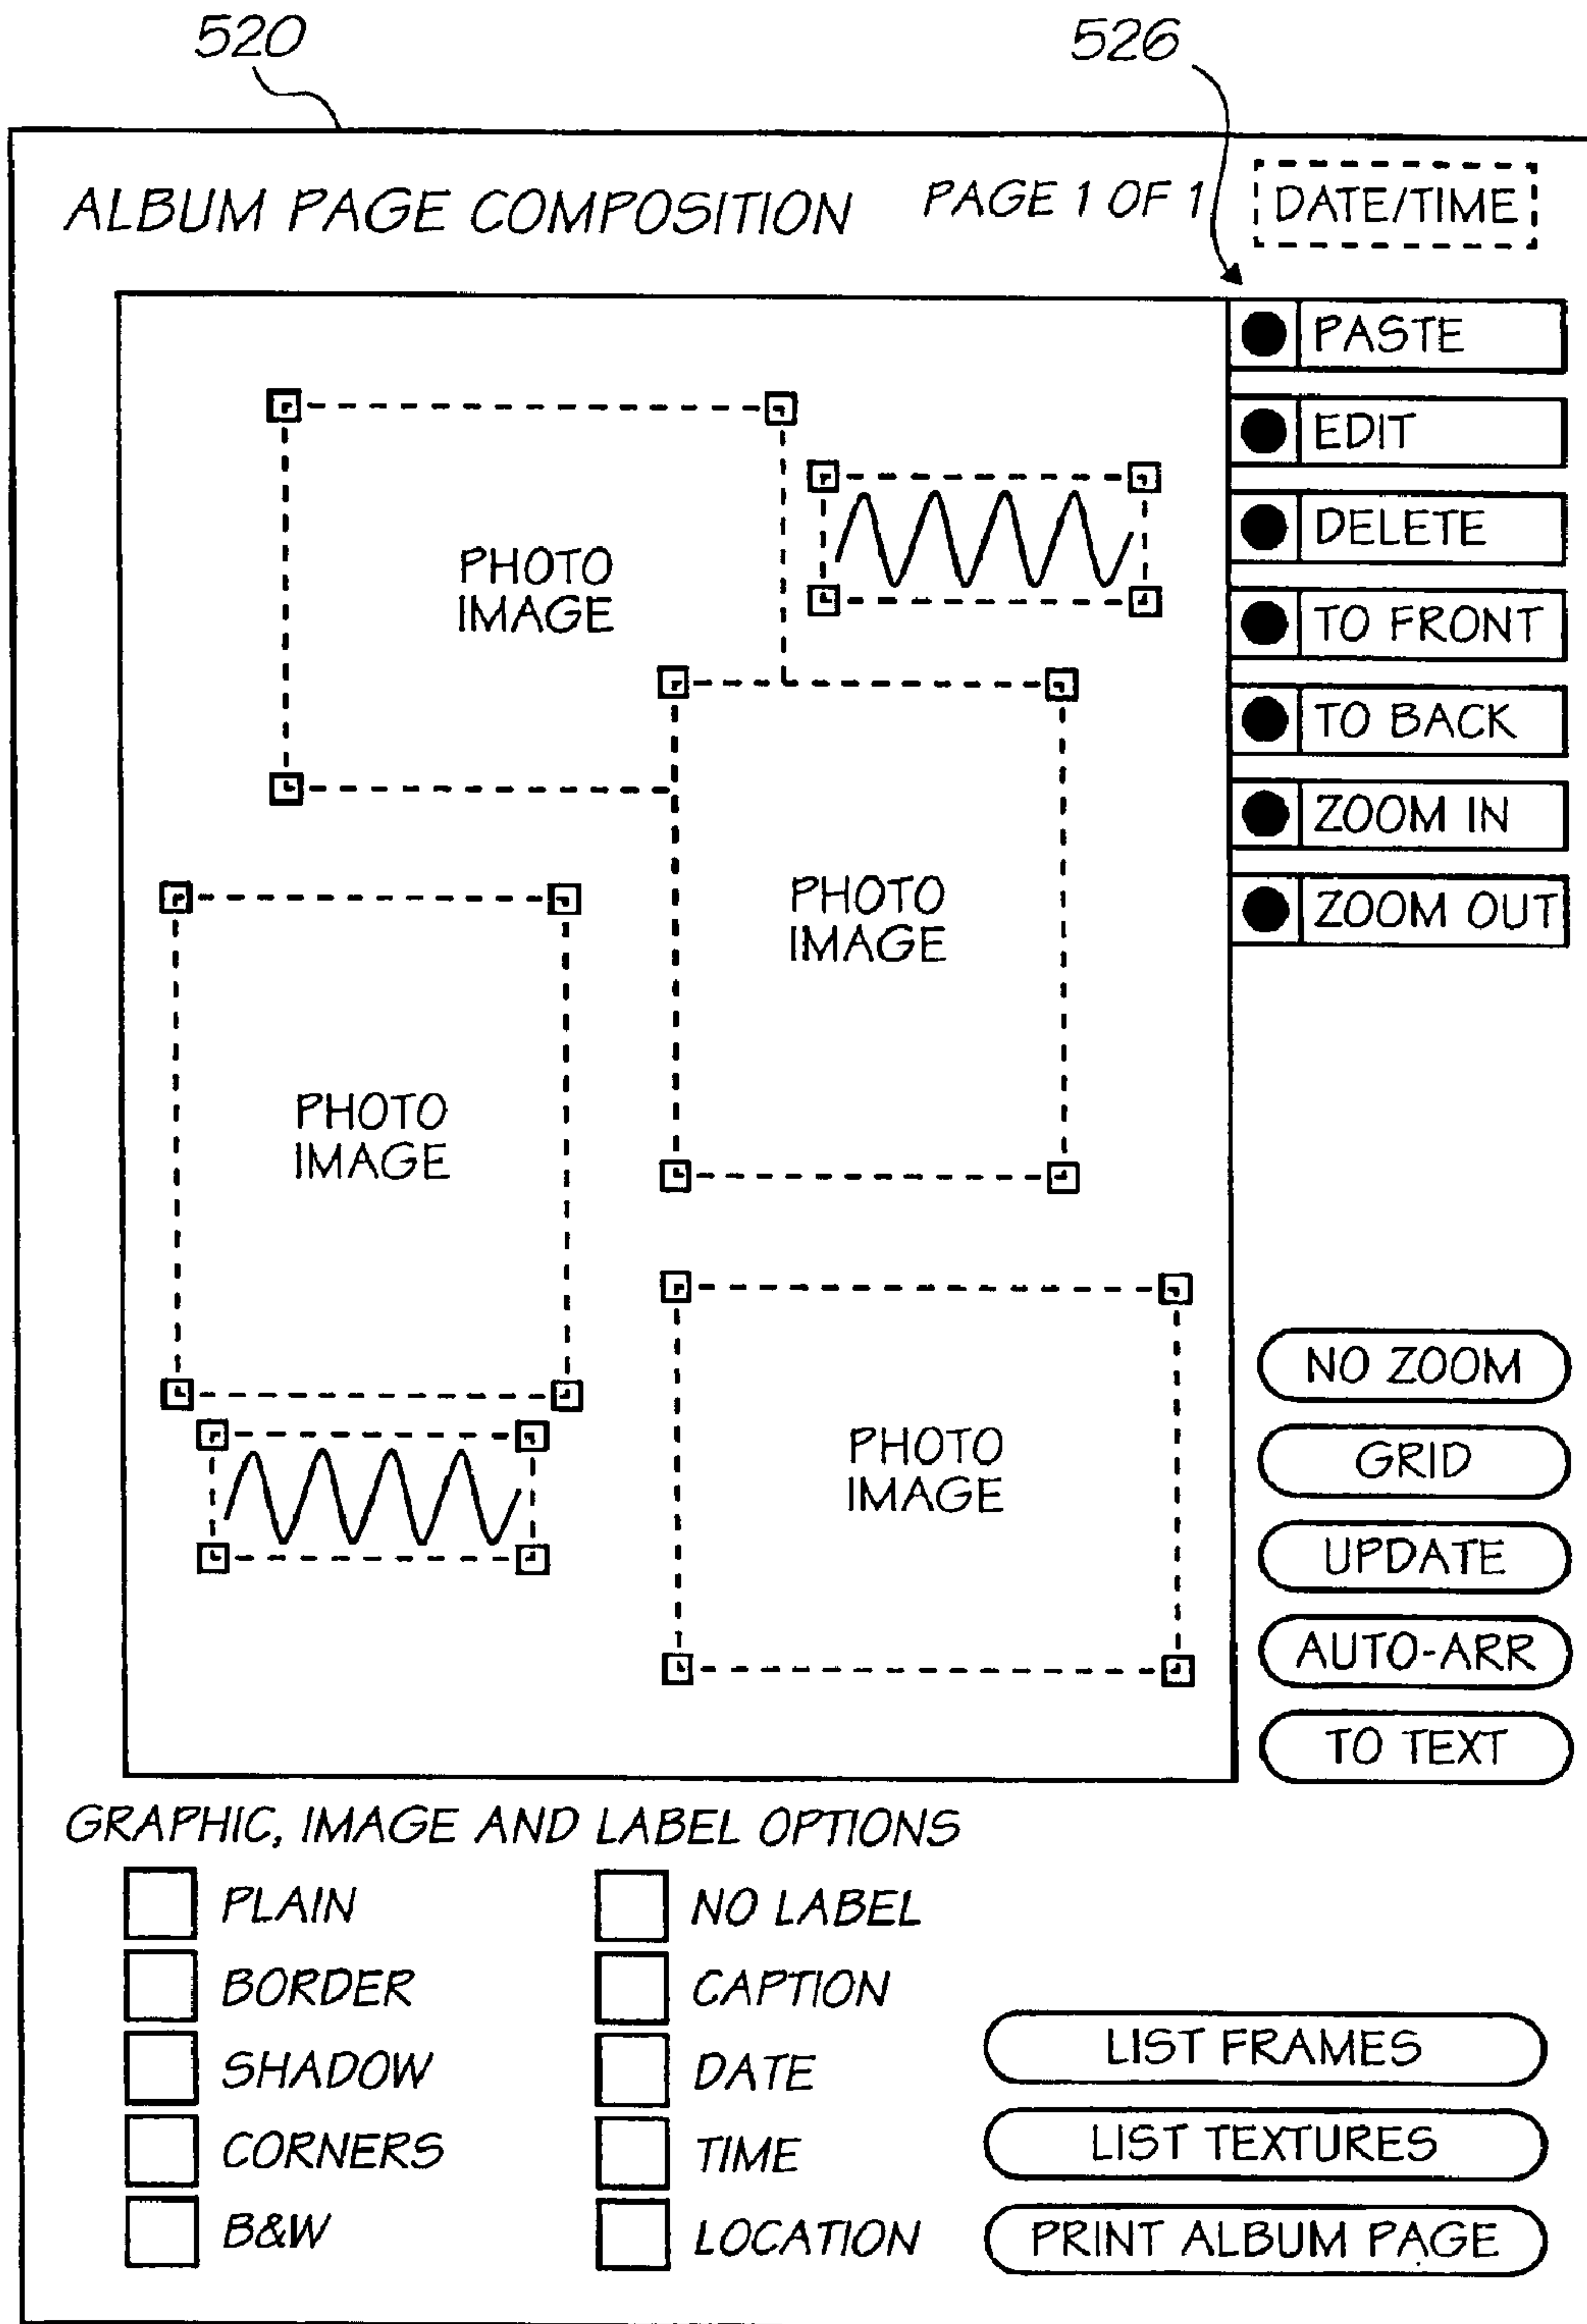 520
526
ALBUM PAGE COMPOSITION
PAGE 1 OF 1
DATE/TIME
PASTE
EDIT
DELETE
TO FRONT
TO BACK
ZOOM IN
ZOOM OUT
PHOTO
IMAGE
PHOTO
IMAGE
PHOTO
IMAGE
PHOTO
IMAGE
NO ZOOM
GRID
UPDATE
AUTO-ARR
TO TEXT
GRAPHIC, IMAGE AND LABEL OPTIONS
PLAIN
BORDER
SHADOW
CORNERS
B&W
NO LABEL
CAPTION
DATE
TIME
LOCATION
LIST FRAMES
LIST TEXTURES
PRINT ALBUM PAGE